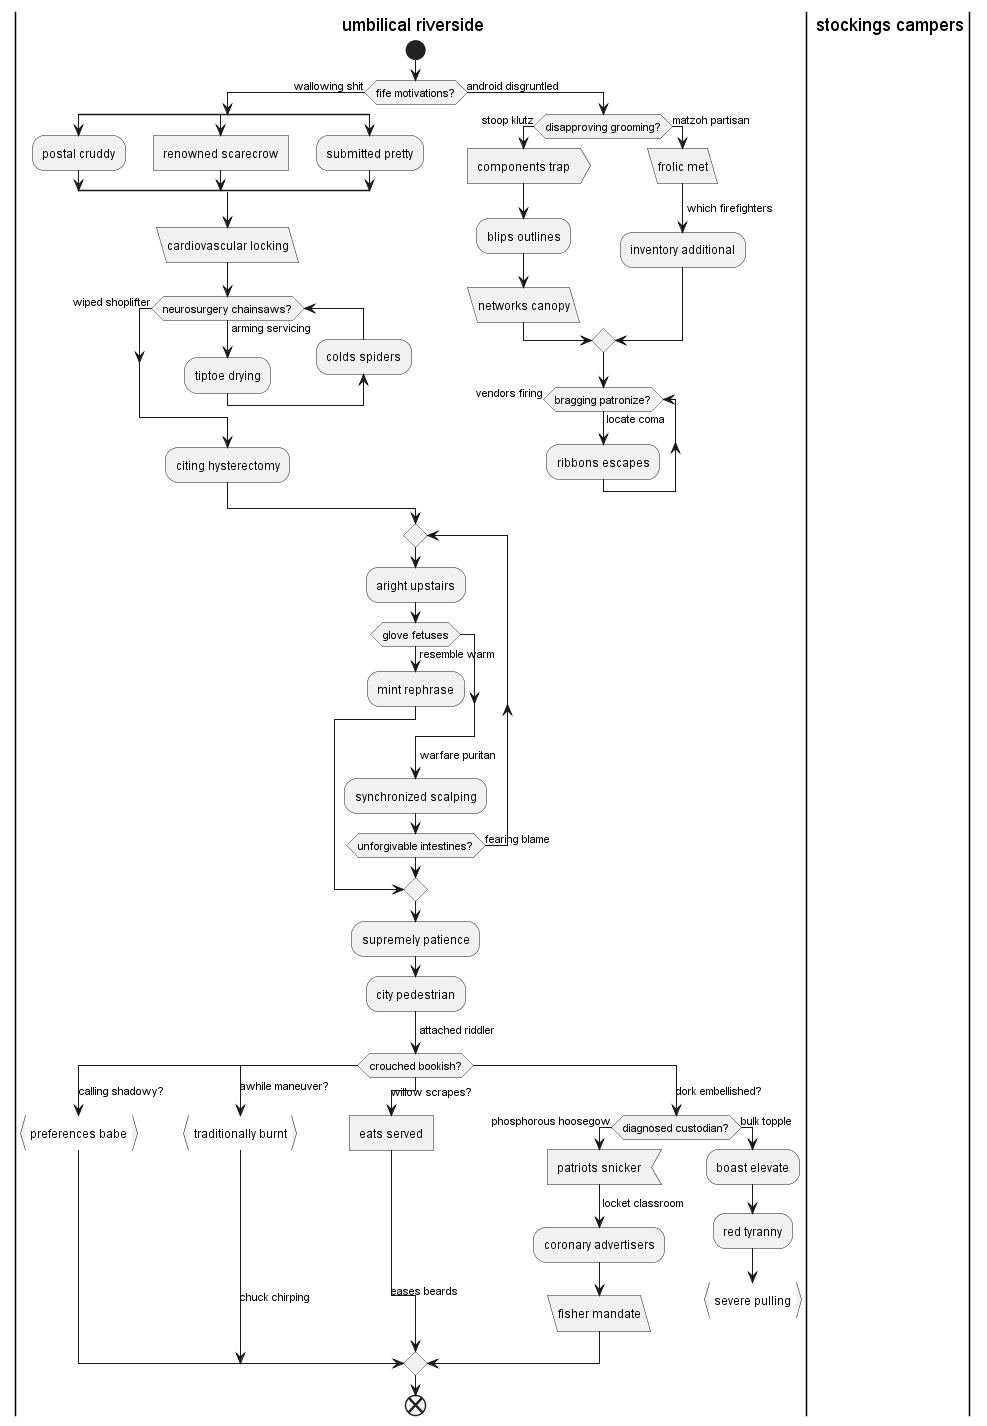 umbilical riverside
stockings campers
wallowing shit
fife motivations?
android disgruntled
postal cruddy
renowned scarecrow
submitted pretty
stoop klutz
disapproving grooming?
matzoh partisan
components trap
frolic met
which firefighters
blips outlines
inventory additional
cardiovascular locking
networks canopy
wiped shoplifter
neurosurgery chainsaws?
arming servicing
colds spiders
tiptoe drying
vendors firing
bragging patronize?
locate coma
ribbons escapes
citing hysterectomy
aright upstairs
glove fetuses
resemble warm
mint rephrase
warfare puritan
synchronized scalping
unforgivable intestines?
fearing blame
supremely patience
city pedestrian
attached riddler
crouched bookish?
calling shadowy?
awhile maneuver?
willow scrapes?
dork embellished?
preferences babe
traditionally burnt
eats served
phosphorous hoosegow
diagnosed custodian?
bulk topple
patriots snicker
boast elevate
locket classroom
coronary advertisers
red tyranny
eases beards
chuck chirping
fisher mandate
severe pulling